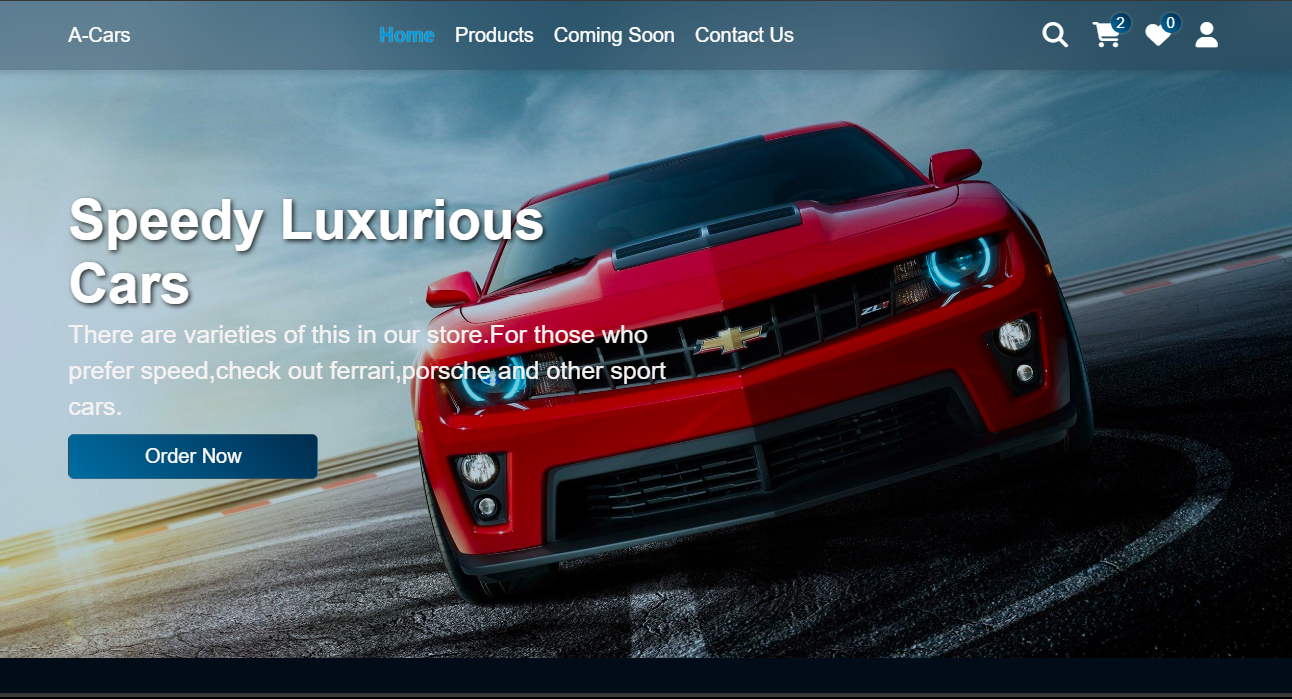 A-Cars Home Products Coming Soon Contact Us 2 0
Speedy Luxurious
Cars
There are varieties of this in our store.For those who
prefer speed,check out ferrari,porsche and other sport
cars.
Order Now
ZL1